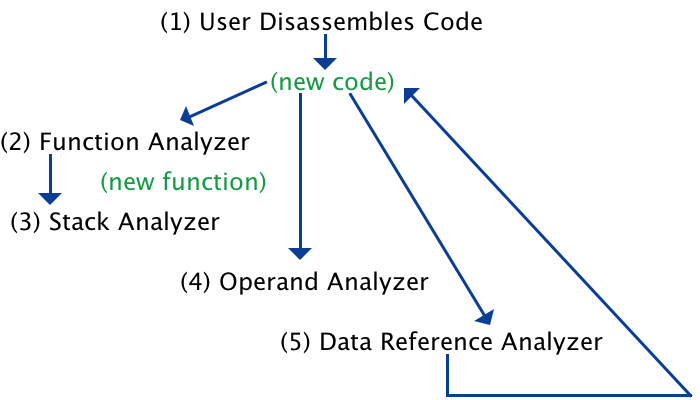 (1) User Disassembles Code
(new code)
(2) Function Analyzer
(new function)
(3) Stack Analyzer
(4) Operand Analyzer
(5) Data Reference Analyzer